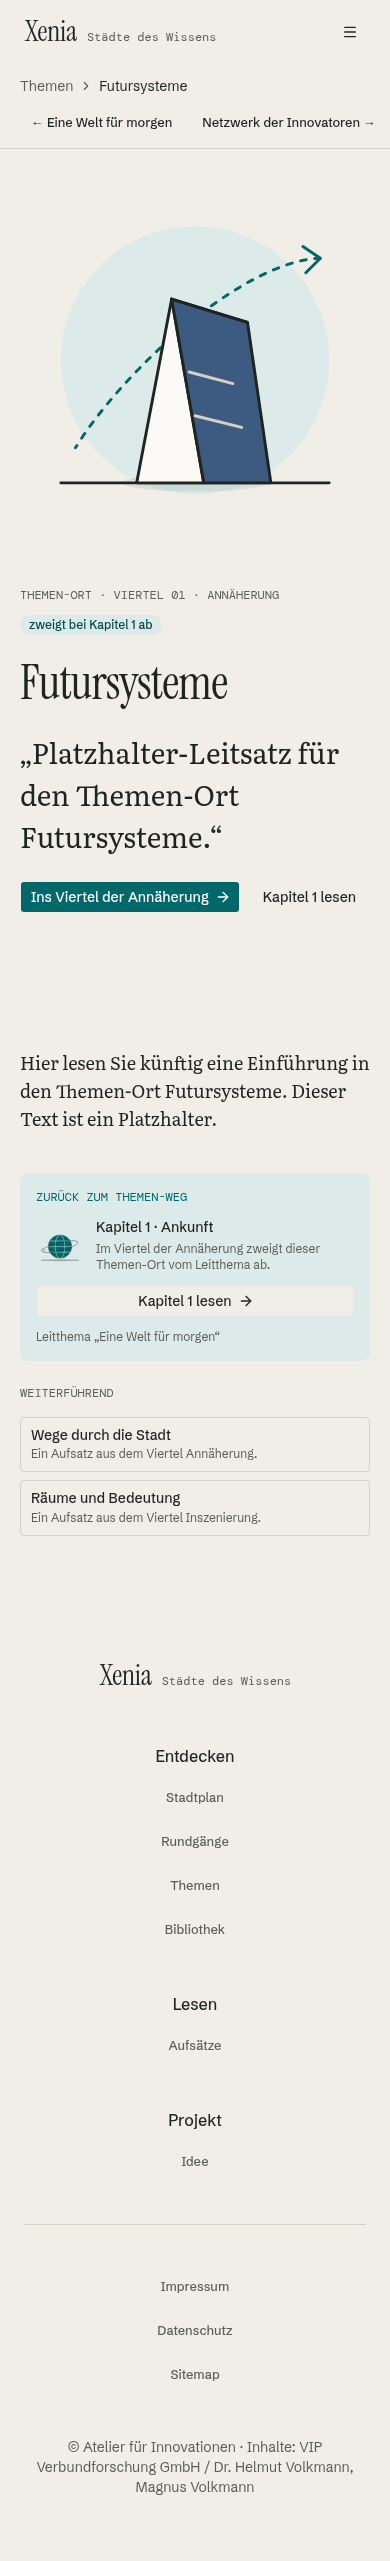 Xenia Städte des Wissens
Themen > Futursysteme
← Eine Welt für morgen Netzwerk der Innovatoren →
THEMEN-ORT · VIERTEL 01 · ANNÄHERUNG
zweigt bei Kapitel 1 ab
Futursysteme
„Platzhalter-Leitsatz für
den Themen-Ort
Futursysteme.“
Ins Viertel der Annäherung → Kapitel 1 lesen
Hier lesen Sie künftig eine Einführung in
den Themen-Ort Futursysteme. Dieser
Text ist ein Platzhalter.
ZURÜCK ZUM THEMEN-WEG
Kapitel 1 · Ankunft
Im Viertel der Annäherung zweigt dieser
Themen-Ort vom Leitthema ab.
Kapitel 1 lesen →
Leitthema „Eine Welt für morgen“
WEITERFÜHREND
Wege durch die Stadt
Ein Aufsatz aus dem Viertel Annäherung.
Räume und Bedeutung
Ein Aufsatz aus dem Viertel Inszenierung.
Xenia Städte des Wissens
Entdecken
Stadtplan
Rundgänge
Themen
Bibliothek
Lesen
Aufsätze
Projekt
Idee
Impressum
Datenschutz
Sitemap
© Atelier für Innovationen · Inhalte: VIP
Verbundforschung GmbH / Dr. Helmut Volkmann,
Magnus Volkmann